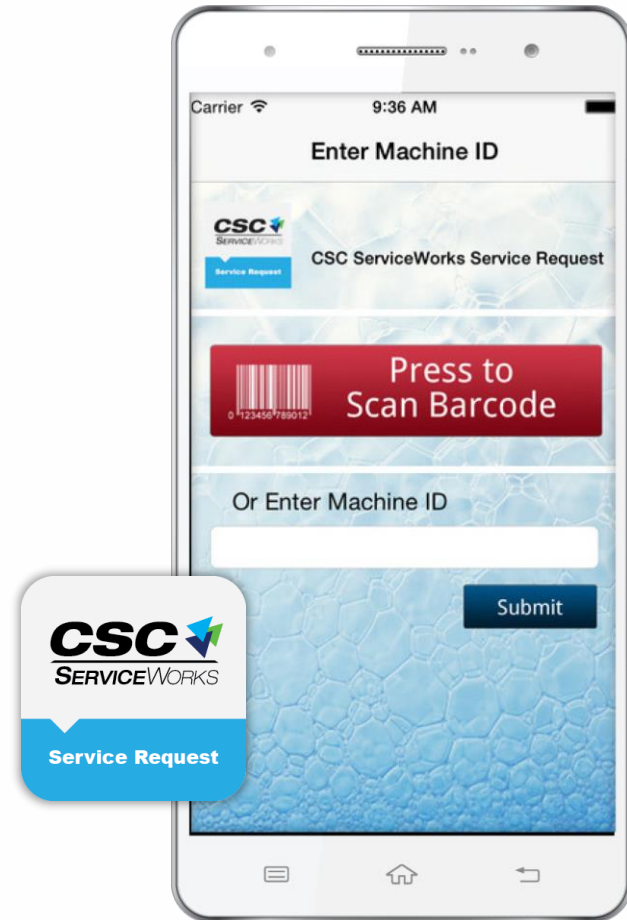 Carrier 9:36 AM
Enter Machine ID
CSC
SERVICEWORKS
Service Request
CSC ServiceWorks Service Request
0 123456 789012
Press to
Scan Barcode
Or Enter Machine ID
Submit
CSC
SERVICEWORKS
Service Request